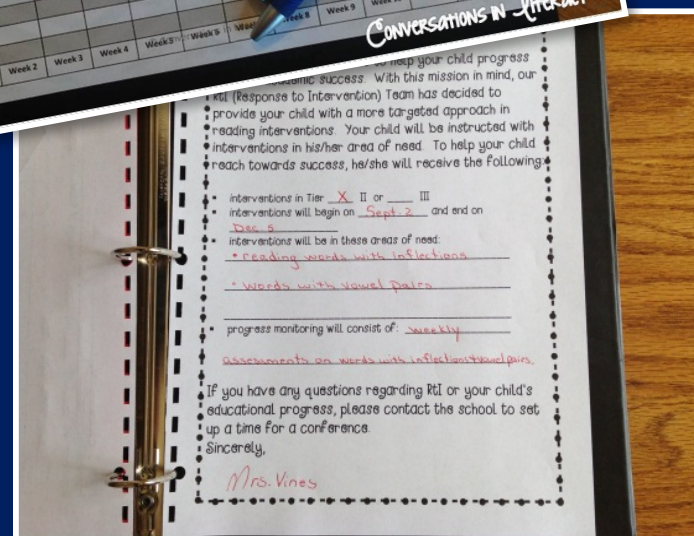 Week 2 Week 3 Week 4 Week 5 Week 6 Week 8 Week 9
Conversations in Literacy
help your child progress
academic success. With this mission in mind, our
RtI (Response to Intervention) Team has decided to
provide your child with a more targeted approach in
reading interventions. Your child will be instructed with
interventions in his/her area of need. To help your child
reach towards success, he/she will receive the following:
• interventions in Tier X II or ____ III
• interventions will begin on Sept. 2 and end on
Dec. 5
• interventions will be in these areas of need:
• reading words with inflections
• words with vowel pairs
• progress monitoring will consist of: weekly
assessments on words with inflections + vowel pairs.
If you have any questions regarding RtI or your child's
educational progress, please contact the school to set
up a time for a conference.
Sincerely,
Mrs. Vines